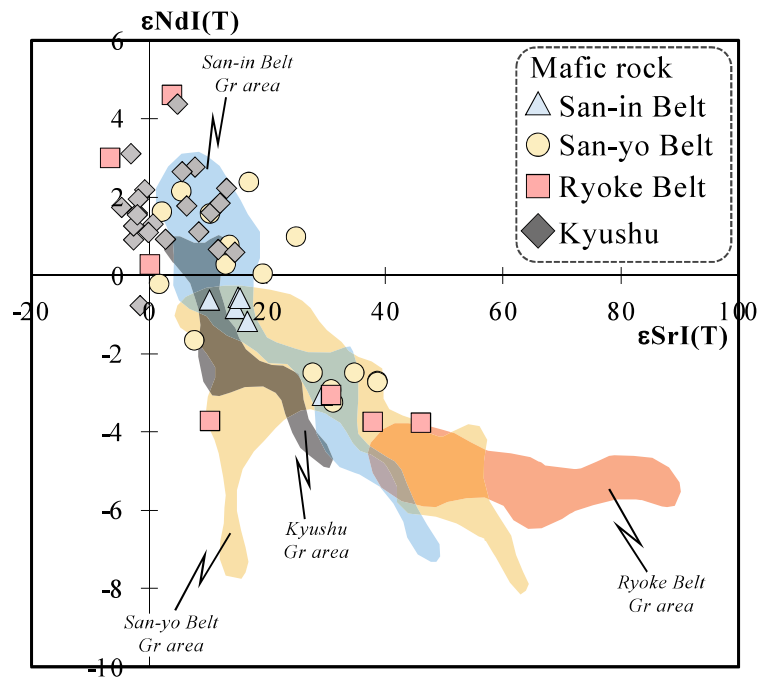 εNdI(T)
6
San-in Belt
Gr area
Mafic rock
San-in Belt
San-yo Belt
Ryoke Belt
Kyushu
4
2
0
-20
0
20
40
60
80
100
εSrI(T)
-2
-4
-6
Kyushu
Gr area
Ryoke Belt
Gr area
-8
San-yo Belt
Gr area
-10